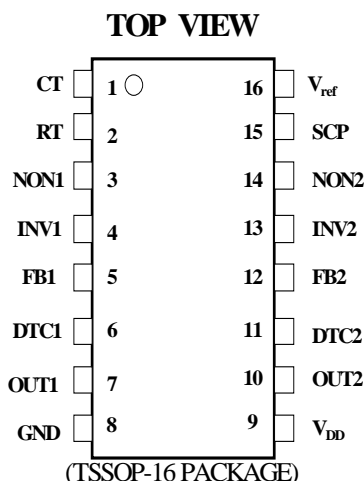 TOP VIEW
CT 1 16 Vref
RT 2 15 SCP
NON1 3 14 NON2
INV1 4 13 INV2
FB1 5 12 FB2
DTC1 6 11 DTC2
OUT1 7 10 OUT2
GND 8 9 VDD
(TSSOP-16 PACKAGE)